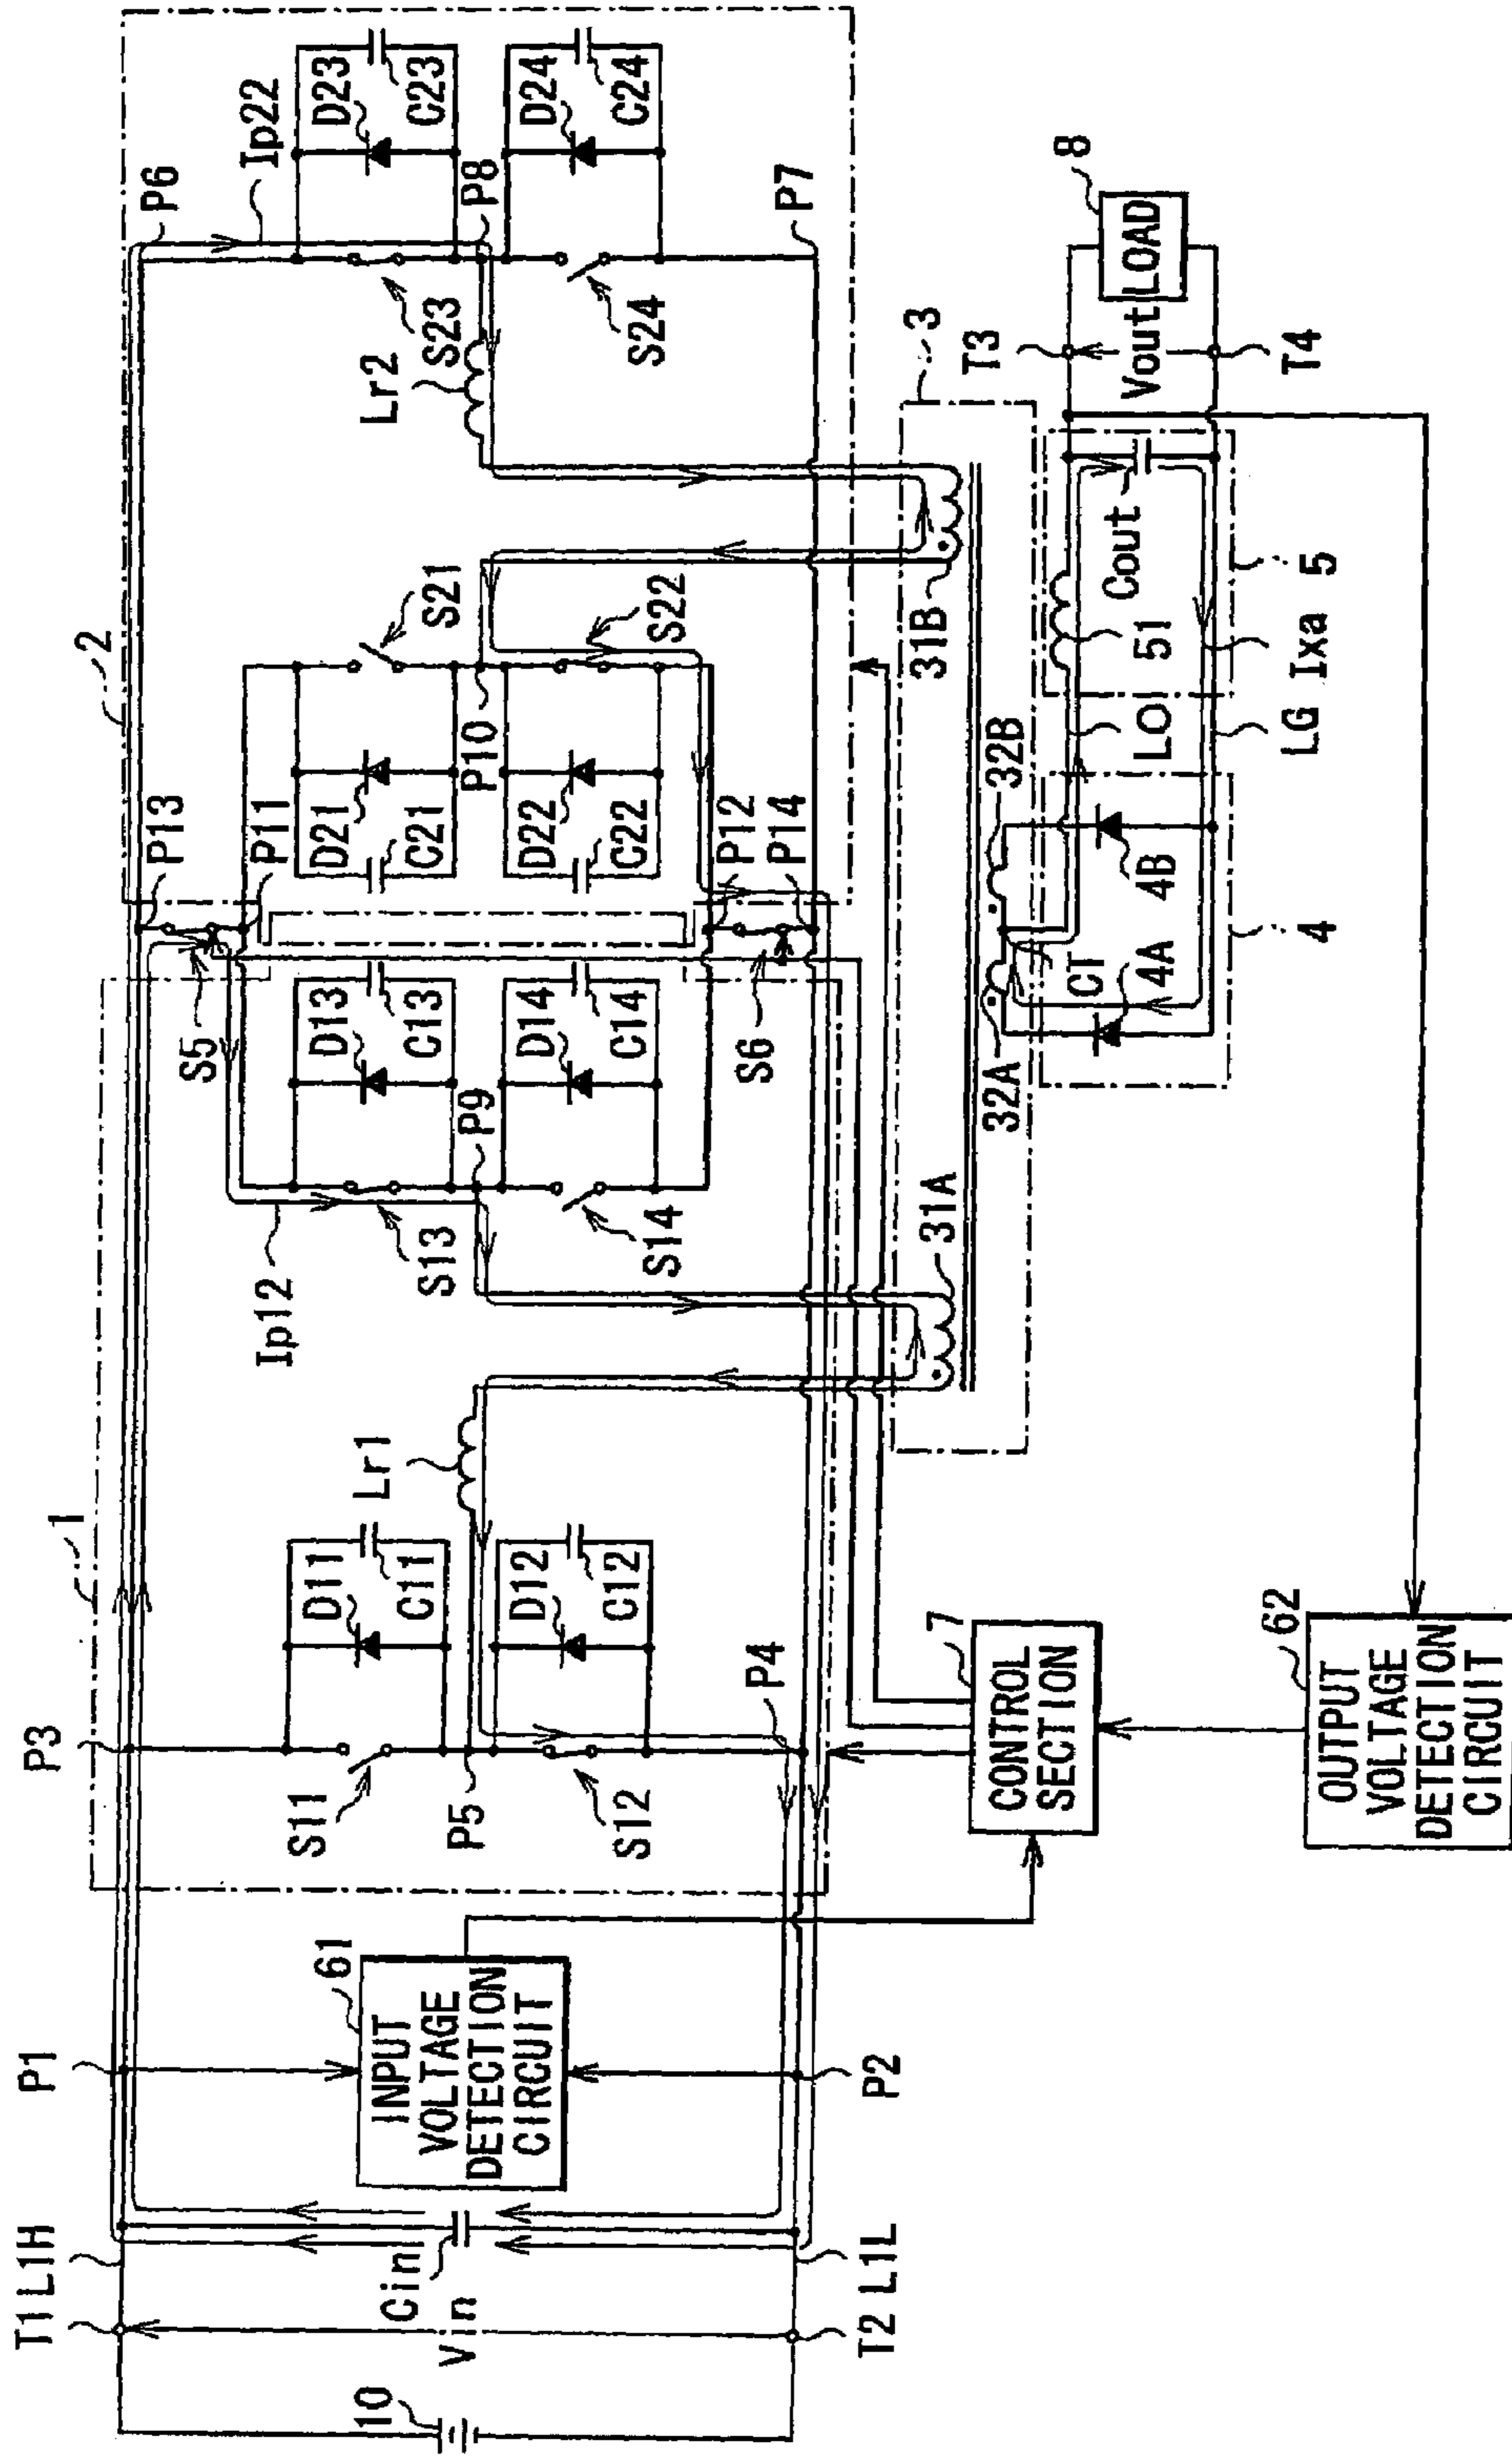 T1 L1H
P1
P3
1
2
P13
P6
Ip22
10
Vin
Cin
61
INPUT
VOLTAGE
DETECTION
CIRCUIT
S11
D11
C11
P5
S12
D12
C12
Lr1
P4
Ip12
S13
D13
C13
P9
S14
D14
C14
S5
S6
P11
D21
C21
S21
P10
D22
C22
S22
P12
P14
Lr2
S23
D23
C23
P8
S24
D24
C24
P7
T2 L1L
P2
31A
31B
3
7
CONTROL
SECTION
32A
32B
CT
4A
4B
4
LO
51
Cout
LG
Ixa
5
T3
Vout
T4
8
LOAD
62
OUTPUT
VOLTAGE
DETECTION
CIRCUIT